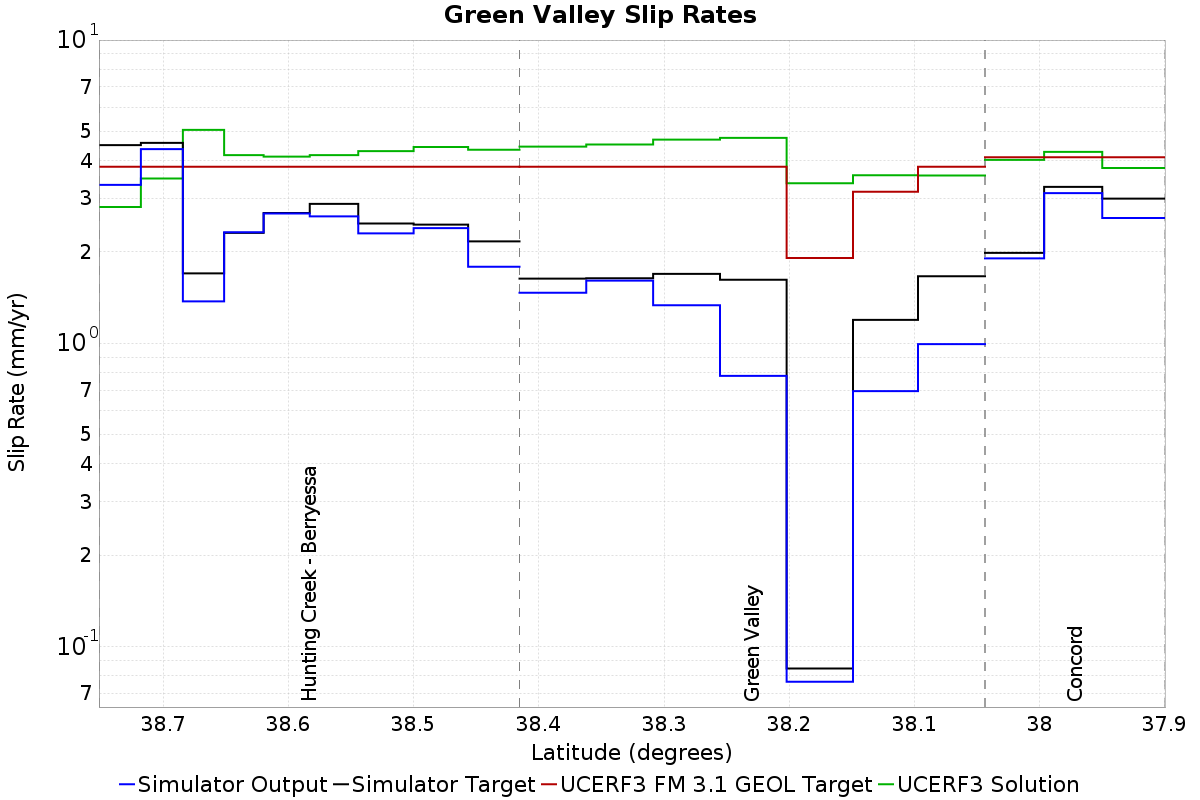 Green Valley Slip Rates
Slip Rate (mm/yr)
10^1
7
5
4
3
2
10^0
7
5
4
3
2
10^-1
7
Hunting Creek - Berryessa
Green Valley
Concord
38.7 38.6 38.5 38.4 38.3 38.2 38.1 38 37.9
Latitude (degrees)
Simulator Output Simulator Target UCERF3 FM 3.1 GEOL Target UCERF3 Solution